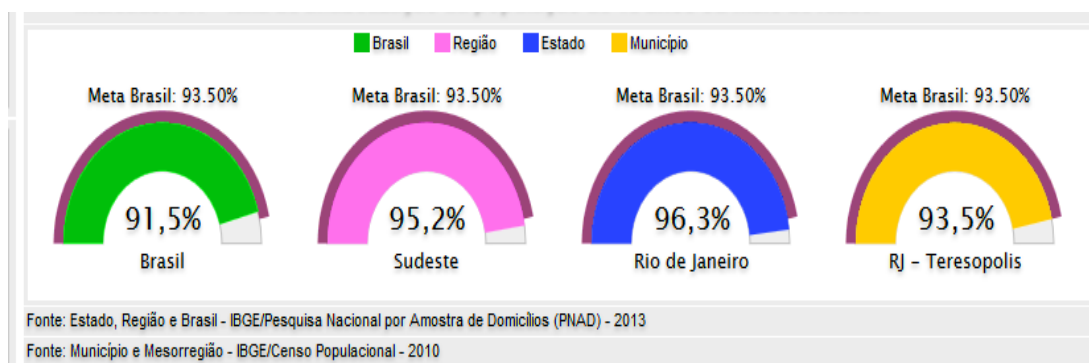 Brasil Região Estado Município
Meta Brasil: 93.50% Meta Brasil: 93.50% Meta Brasil: 93.50% Meta Brasil: 93.50%
91,5% 95,2% 96,3% 93,5%
Brasil Sudeste Rio de Janeiro RJ - Teresopolis
Fonte: Estado, Região e Brasil - IBGE/Pesquisa Nacional por Amostra de Domicílios (PNAD) - 2013
Fonte: Município e Mesorregião - IBGE/Censo Populacional - 2010